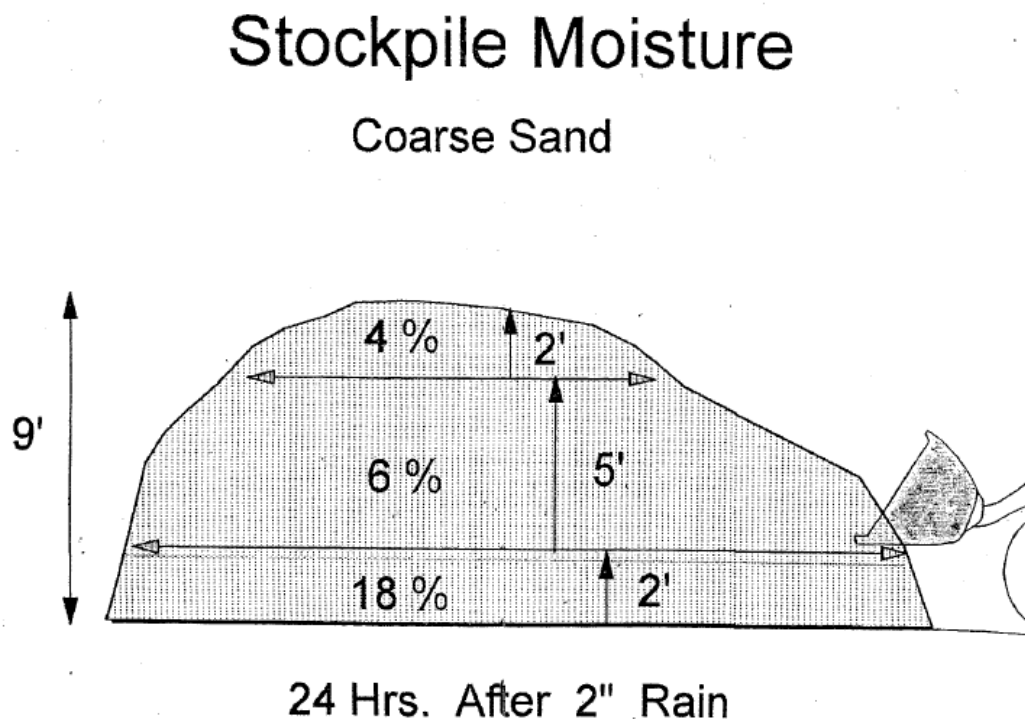 Stockpile Moisture
Coarse Sand
4 %
2'
9'
6 %
5'
18 %
2'
24 Hrs. After 2" Rain